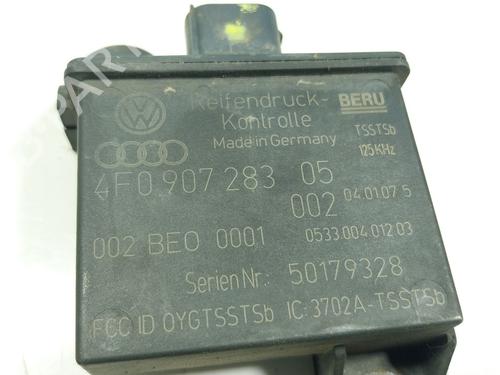 Reifendruck-
Kontrolle
BERU
Made in Germany
TSSTSb
125KHz
4F0 907 283 05
002 04.01.07 5
002 BE0 0001 0533.004.012 03
Serien Nr.: 50179328
FCC ID OYGTSSTSb IC:3702A-TSSTSb